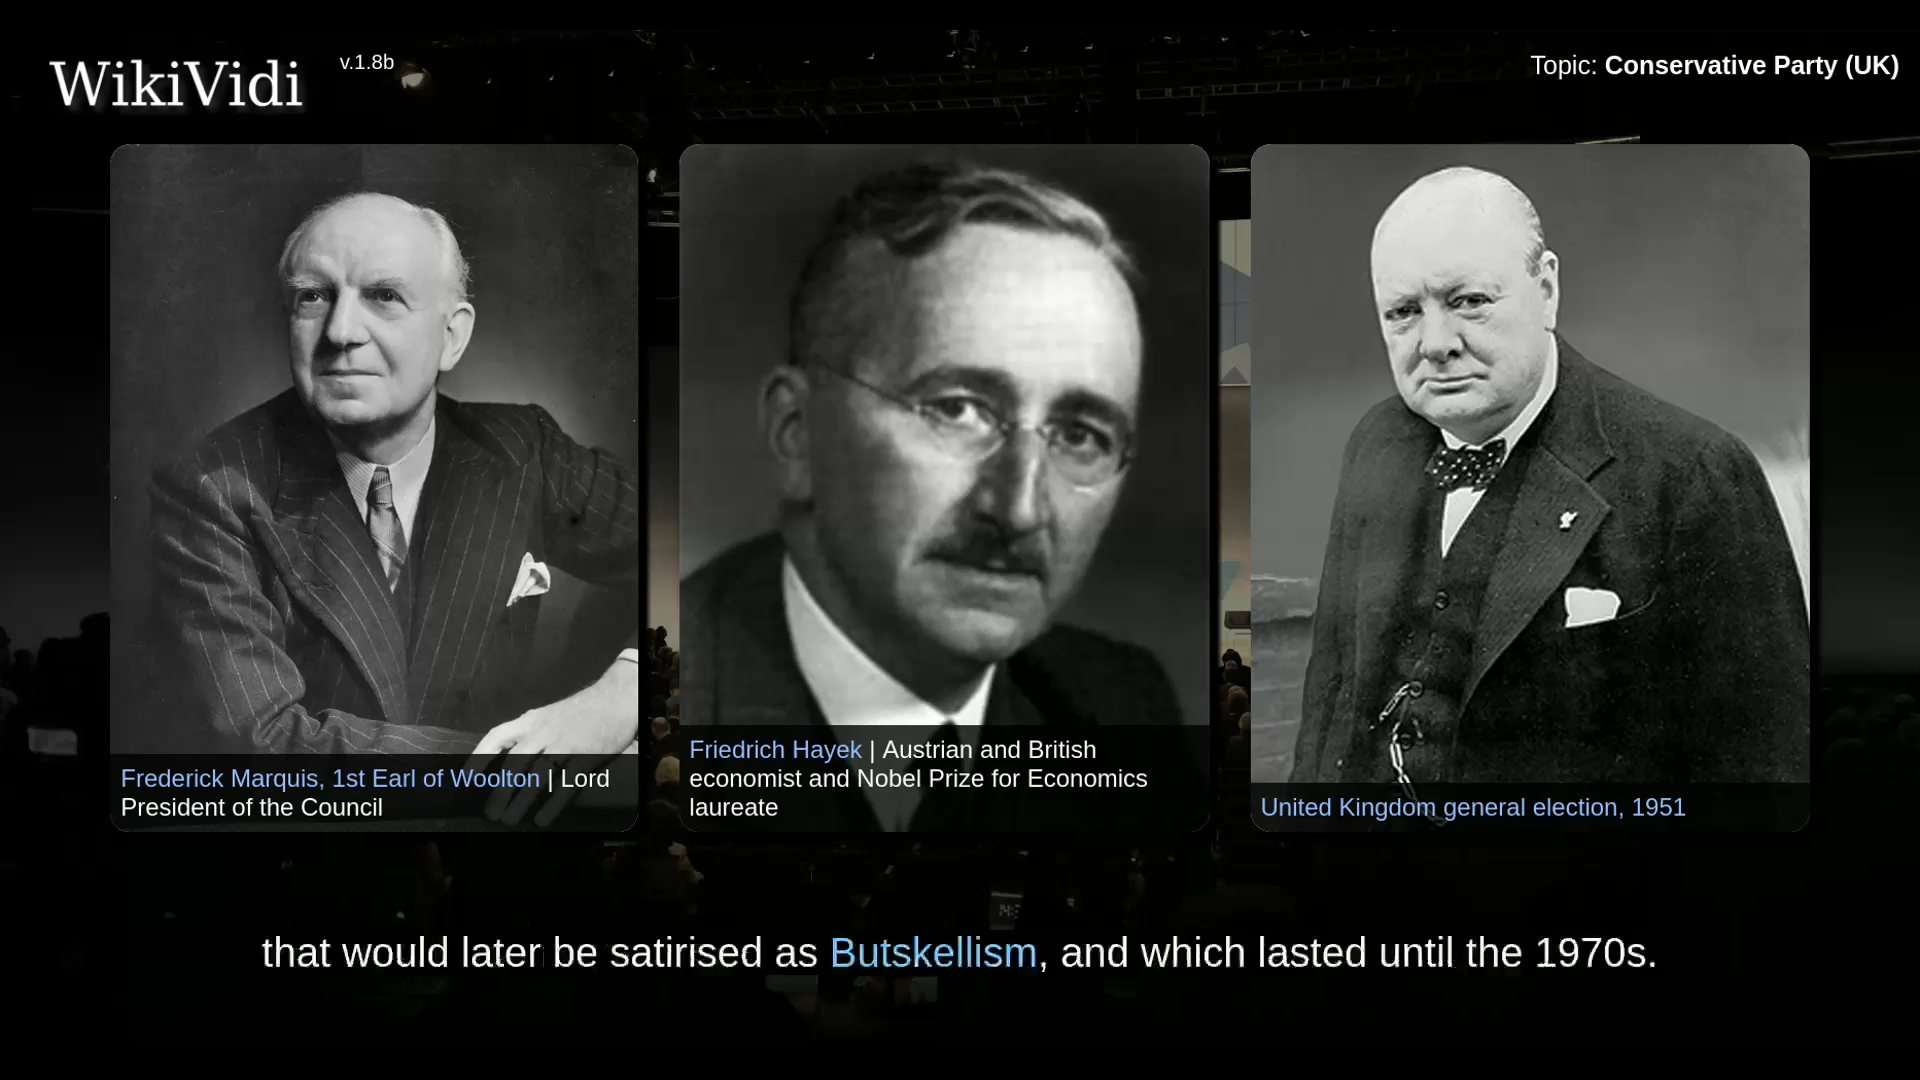 WikiVidi
v.1.8b
Topic: Conservative Party (UK)
Frederick Marquis, 1st Earl of Woolton | Lord
President of the Council
Friedrich Hayek | Austrian and British
economist and Nobel Prize for Economics
laureate
United Kingdom general election, 1951
that would later be satirised as Butskellism, and which lasted until the 1970s.